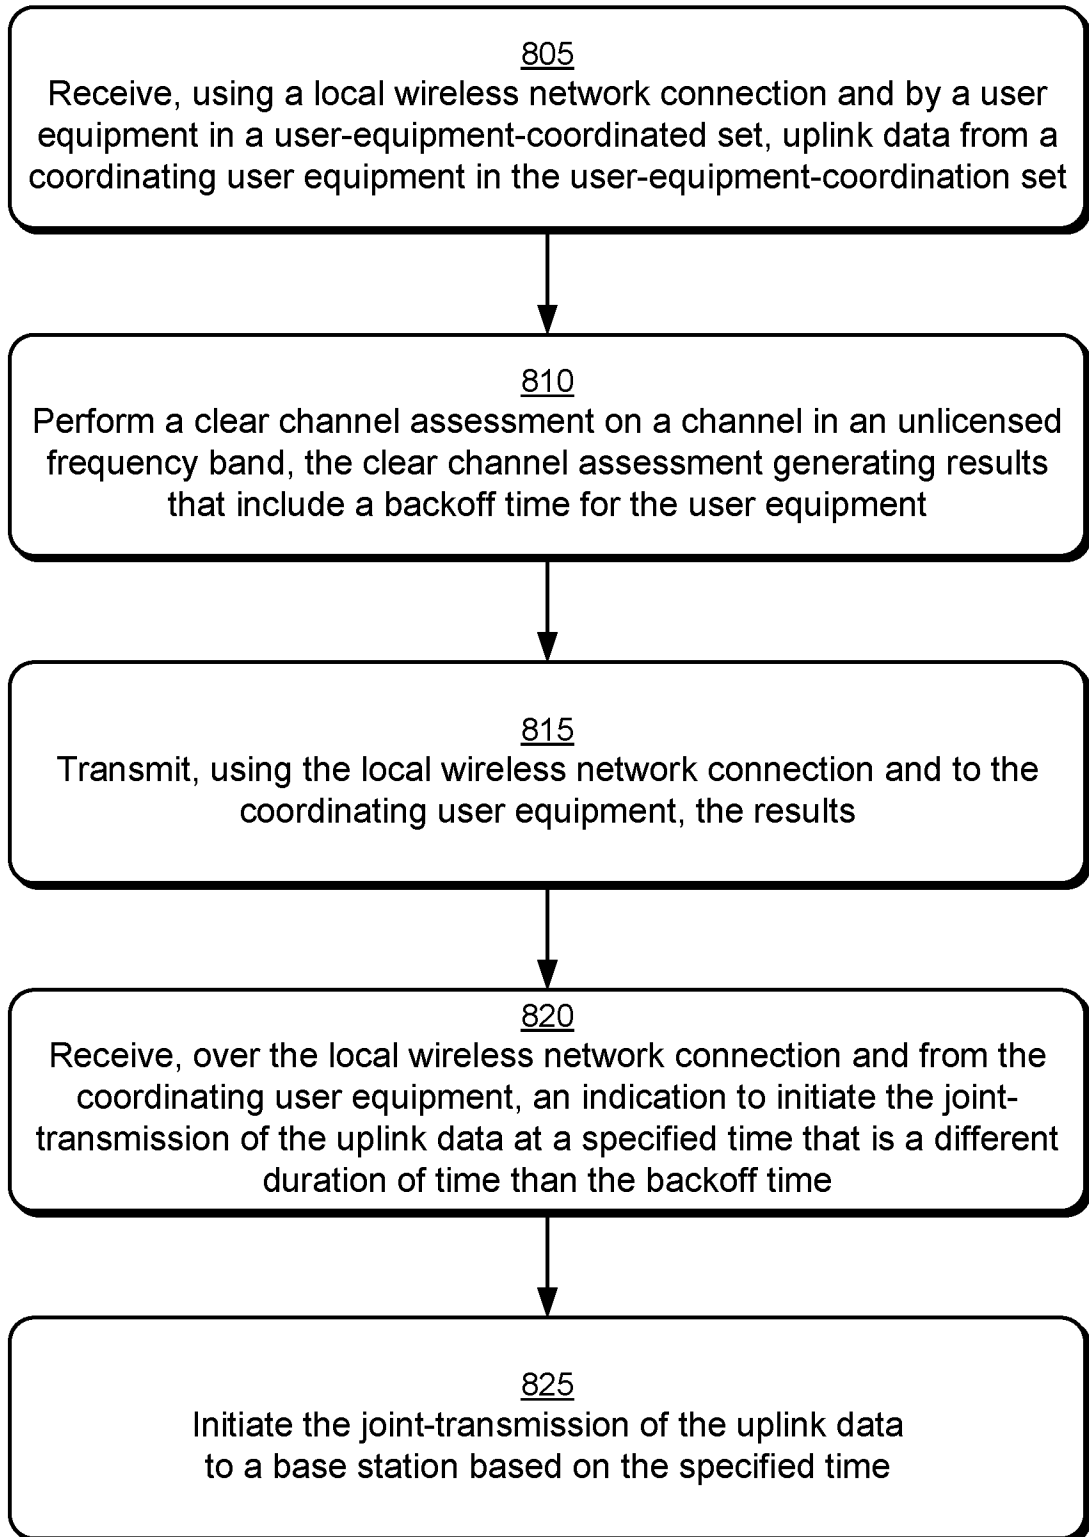 805
Receive, using a local wireless network connection and by a user
equipment in a user-equipment-coordinated set, uplink data from a
coordinating user equipment in the user-equipment-coordination set
810
Perform a clear channel assessment on a channel in an unlicensed
frequency band, the clear channel assessment generating results
that include a backoff time for the user equipment
815
Transmit, using the local wireless network connection and to the
coordinating user equipment, the results
820
Receive, over the local wireless network connection and from the
coordinating user equipment, an indication to initiate the joint-
transmission of the uplink data at a specified time that is a different
duration of time than the backoff time
825
Initiate the joint-transmission of the uplink data
to a base station based on the specified time